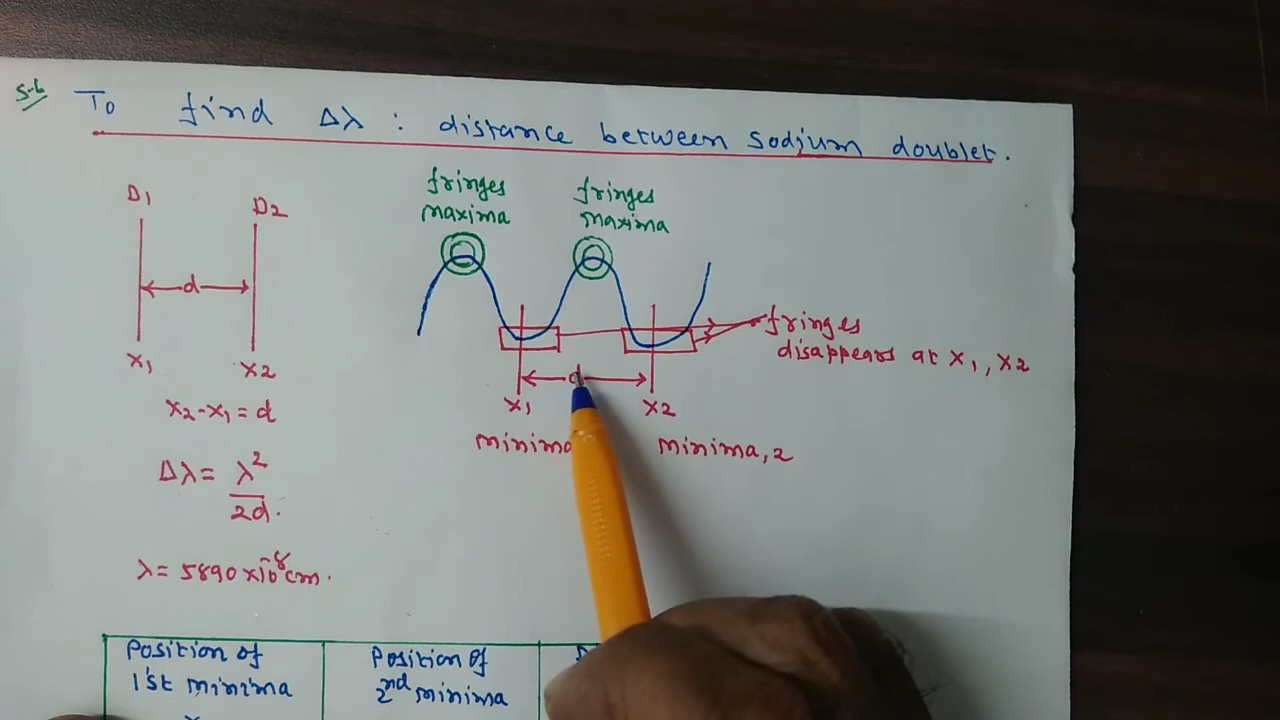 5-6
To find Δλ : distance between sodium doublet.
D1 D2
d
x1 x2
x2-x1 = d
Δλ = λ²
2d.
λ = 5890 x10⁻⁸ cm.
fringes maxima
fringes maxima
fringes
disappears at x1, x2
x1 x2
minima minima, 2
Position of
1st minima
Position of
2nd minima